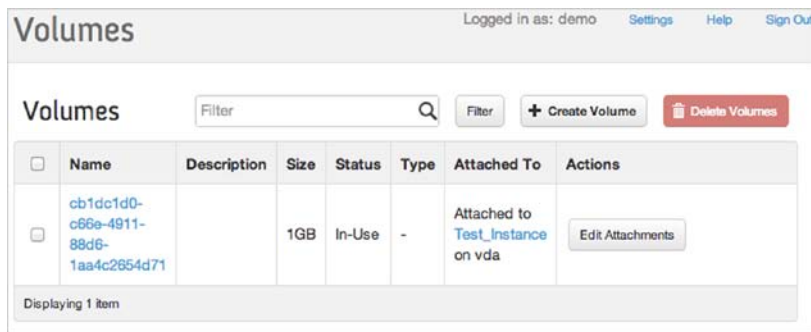 Volumes
Logged in as: demo Settings Help Sign Out
Volumes
Filter
Filter
+ Create Volume
Delete Volumes
Name Description Size Status Type Attached To Actions
cb1dc1d0-
c66e-4911-
88d6-
1aa4c2654d71
1GB In-Use -
Attached to
Test_Instance
on vda
Edit Attachments
Displaying 1 item